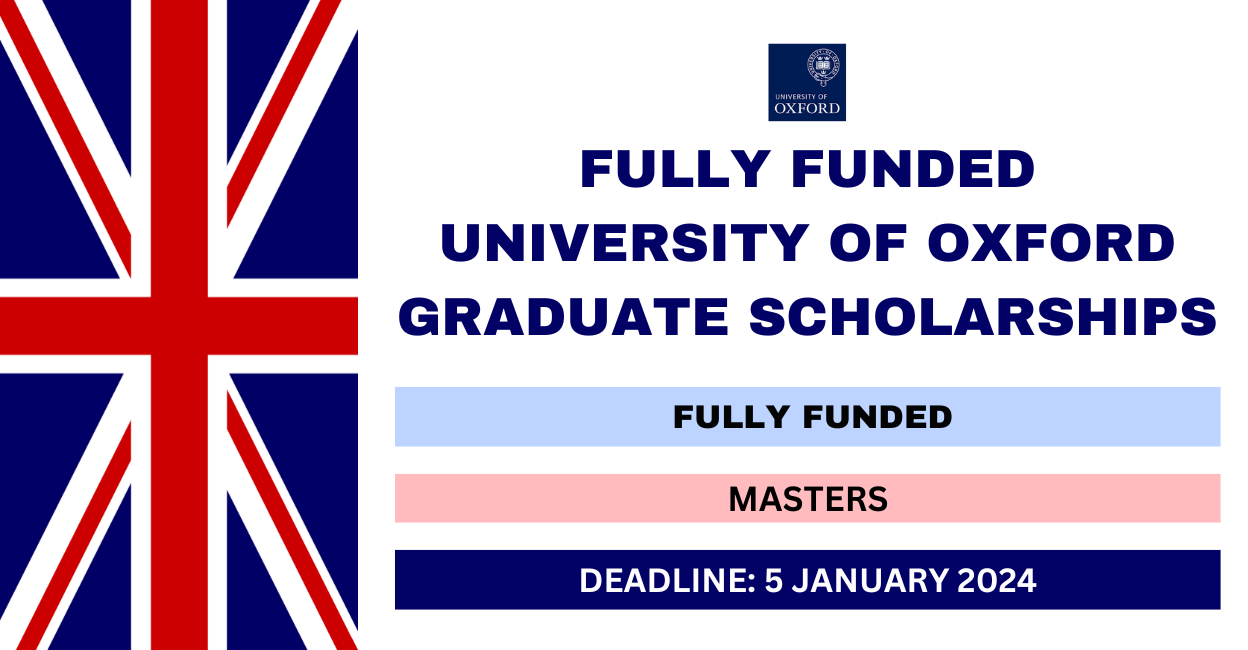 UNIVERSITY OF
OXFORD
FULLY FUNDED
UNIVERSITY OF OXFORD
GRADUATE SCHOLARSHIPS
FULLY FUNDED
MASTERS
DEADLINE: 5 JANUARY 2024